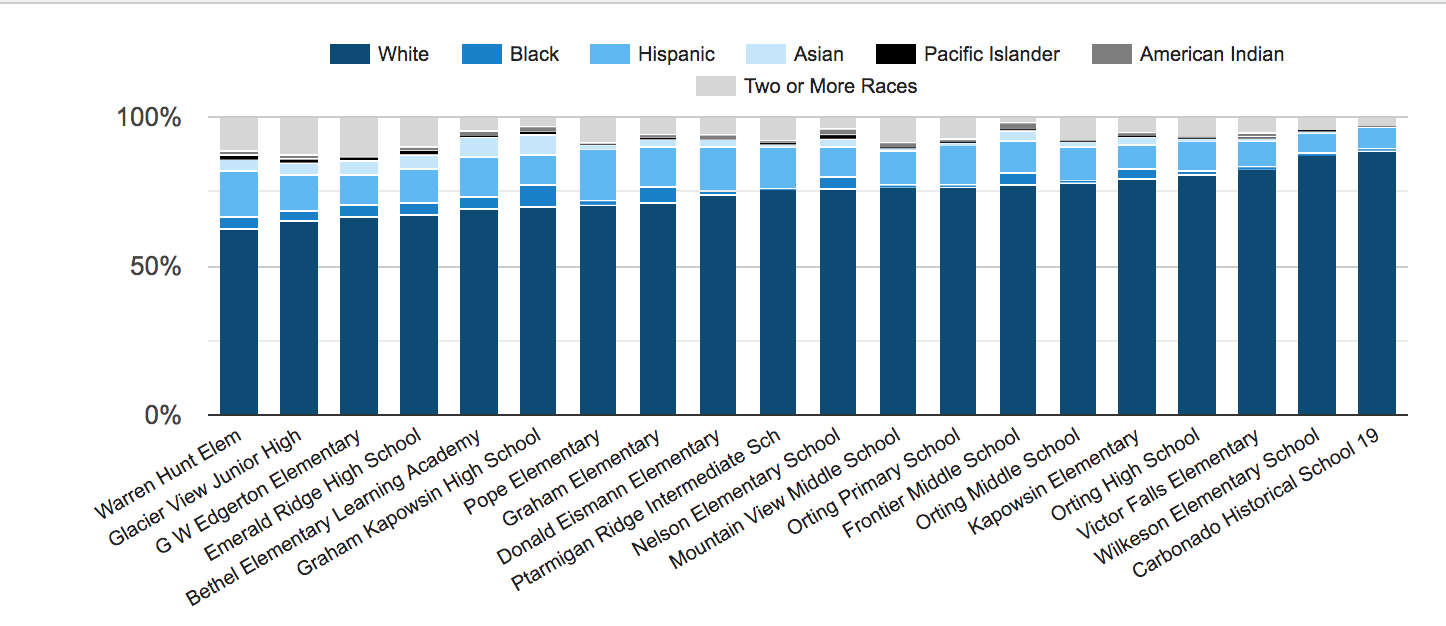 White Black Hispanic Asian Pacific Islander American Indian
Two or More Races
100%
50%
0%
Warren Hunt Elem
Glacier View Junior High
G W Edgerton Elementary
Emerald Ridge High School
Bethel Elementary Learning Academy
Graham Kapowsin High School
Pope Elementary
Graham Elementary
Donald Eismann Elementary
Ptarmigan Ridge Intermediate Sch
Nelson Elementary School
Mountain View Middle School
Orting Primary School
Frontier Middle School
Orting Middle School
Kapowsin Elementary
Orting High School
Victor Falls Elementary
Wilkeson Elementary School
Carbonado Historical School 19